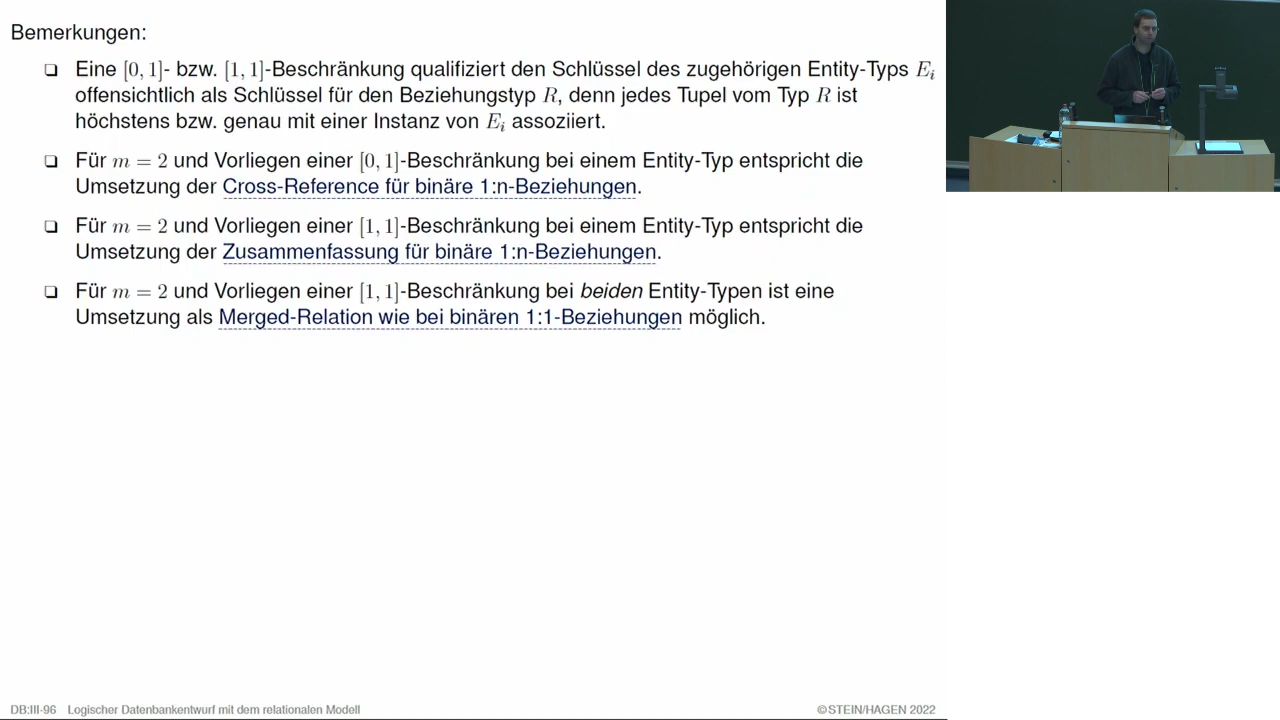 Bemerkungen:
❑ Eine [0, 1]- bzw. [1, 1]-Beschränkung qualifiziert den Schlüssel des zugehörigen Entity-Typs Eᵢ
offensichtlich als Schlüssel für den Beziehungstyp R, denn jedes Tupel vom Typ R ist
höchstens bzw. genau mit einer Instanz von Eᵢ assoziiert.
❑ Für m = 2 und Vorliegen einer [0, 1]-Beschränkung bei einem Entity-Typ entspricht die
Umsetzung der Cross-Reference für binäre 1:n-Beziehungen.
❑ Für m = 2 und Vorliegen einer [1, 1]-Beschränkung bei einem Entity-Typ entspricht die
Umsetzung der Zusammenfassung für binäre 1:n-Beziehungen.
❑ Für m = 2 und Vorliegen einer [1, 1]-Beschränkung bei beiden Entity-Typen ist eine
Umsetzung als Merged-Relation wie bei binären 1:1-Beziehungen möglich.
DB:III-96 Logischer Datenbankentwurf mit dem relationalen Modell
©STEIN/HAGEN 2022